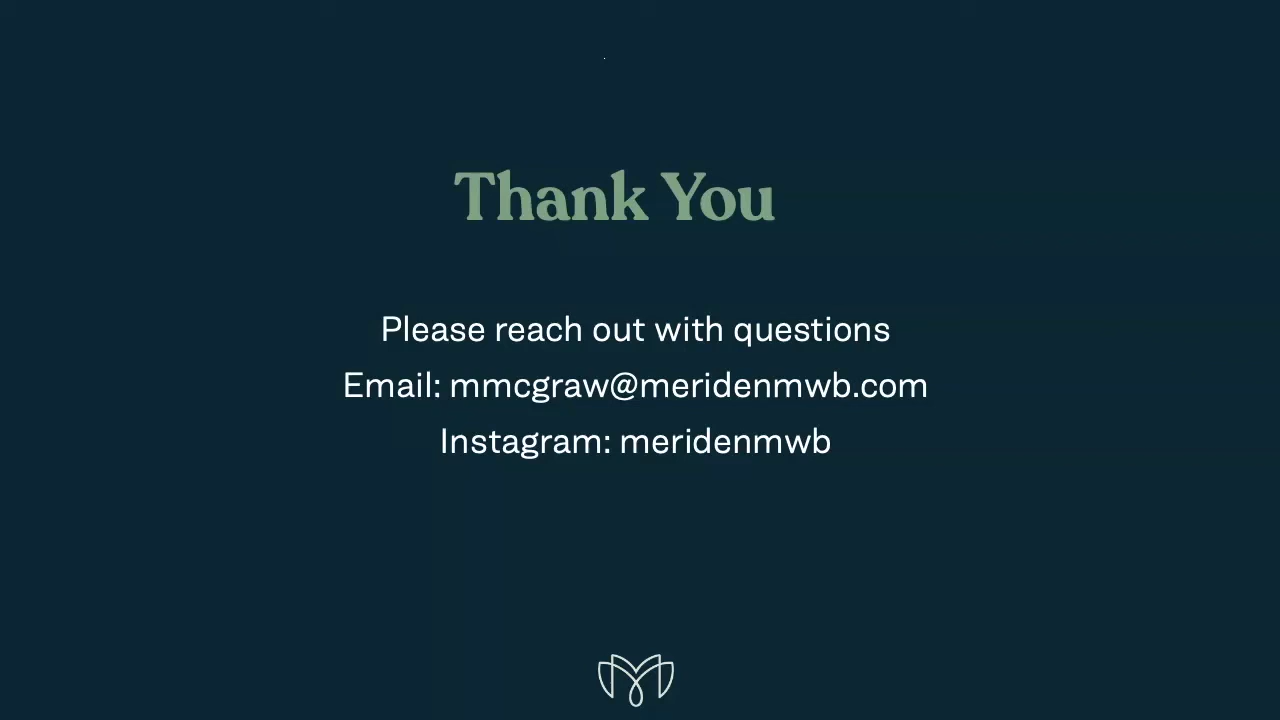 Thank You
Please reach out with questions
Email: mmcgraw@meridenmwb.com
Instagram: meridenmwb